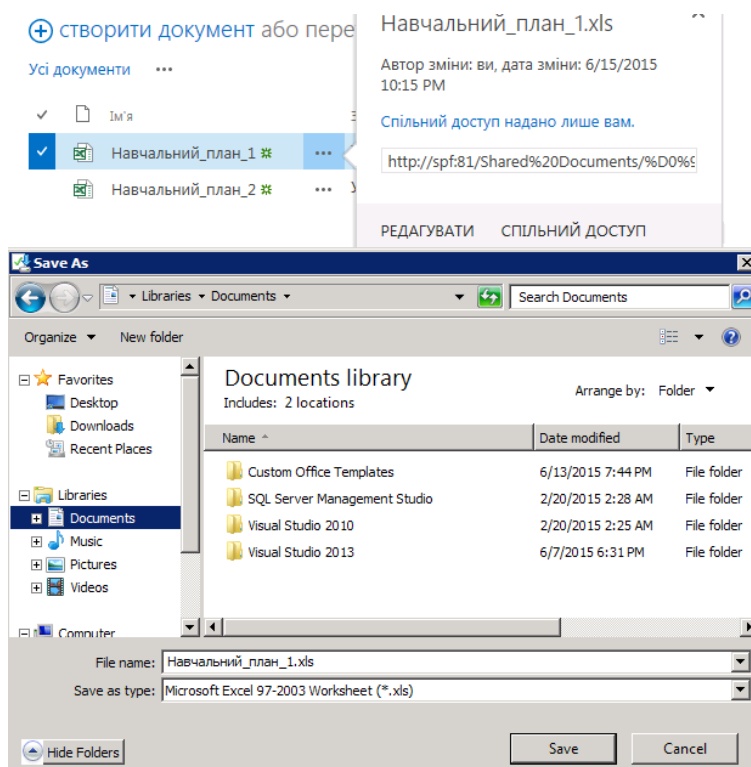 створити документ або пере
Усі документи ...
Ім'я
Навчальний_план_1 ...
Навчальний_план_2 ...
Навчальний_план_1.xls
Автор зміни: ви, дата зміни: 6/15/2015
10:15 PM
Спільний доступ надано лише вам.
http://spf:81/Shared%20Documents/%D0%9
РЕДАГУВАТИ СПІЛЬНИЙ ДОСТУП
Save As
Libraries Documents Search Documents
Organize New folder
Favorites
Desktop
Downloads
Recent Places
Libraries
Documents
Music
Pictures
Videos
Computer
Documents library
Includes: 2 locations
Arrange by: Folder
Name Date modified Type
Custom Office Templates 6/13/2015 7:44 PM File folder
SQL Server Management Studio 2/20/2015 2:28 AM File folder
Visual Studio 2010 2/20/2015 2:25 AM File folder
Visual Studio 2013 6/7/2015 6:31 PM File folder
File name: Навчальний_план_1.xls
Save as type: Microsoft Excel 97-2003 Worksheet (*.xls)
Hide Folders Save Cancel